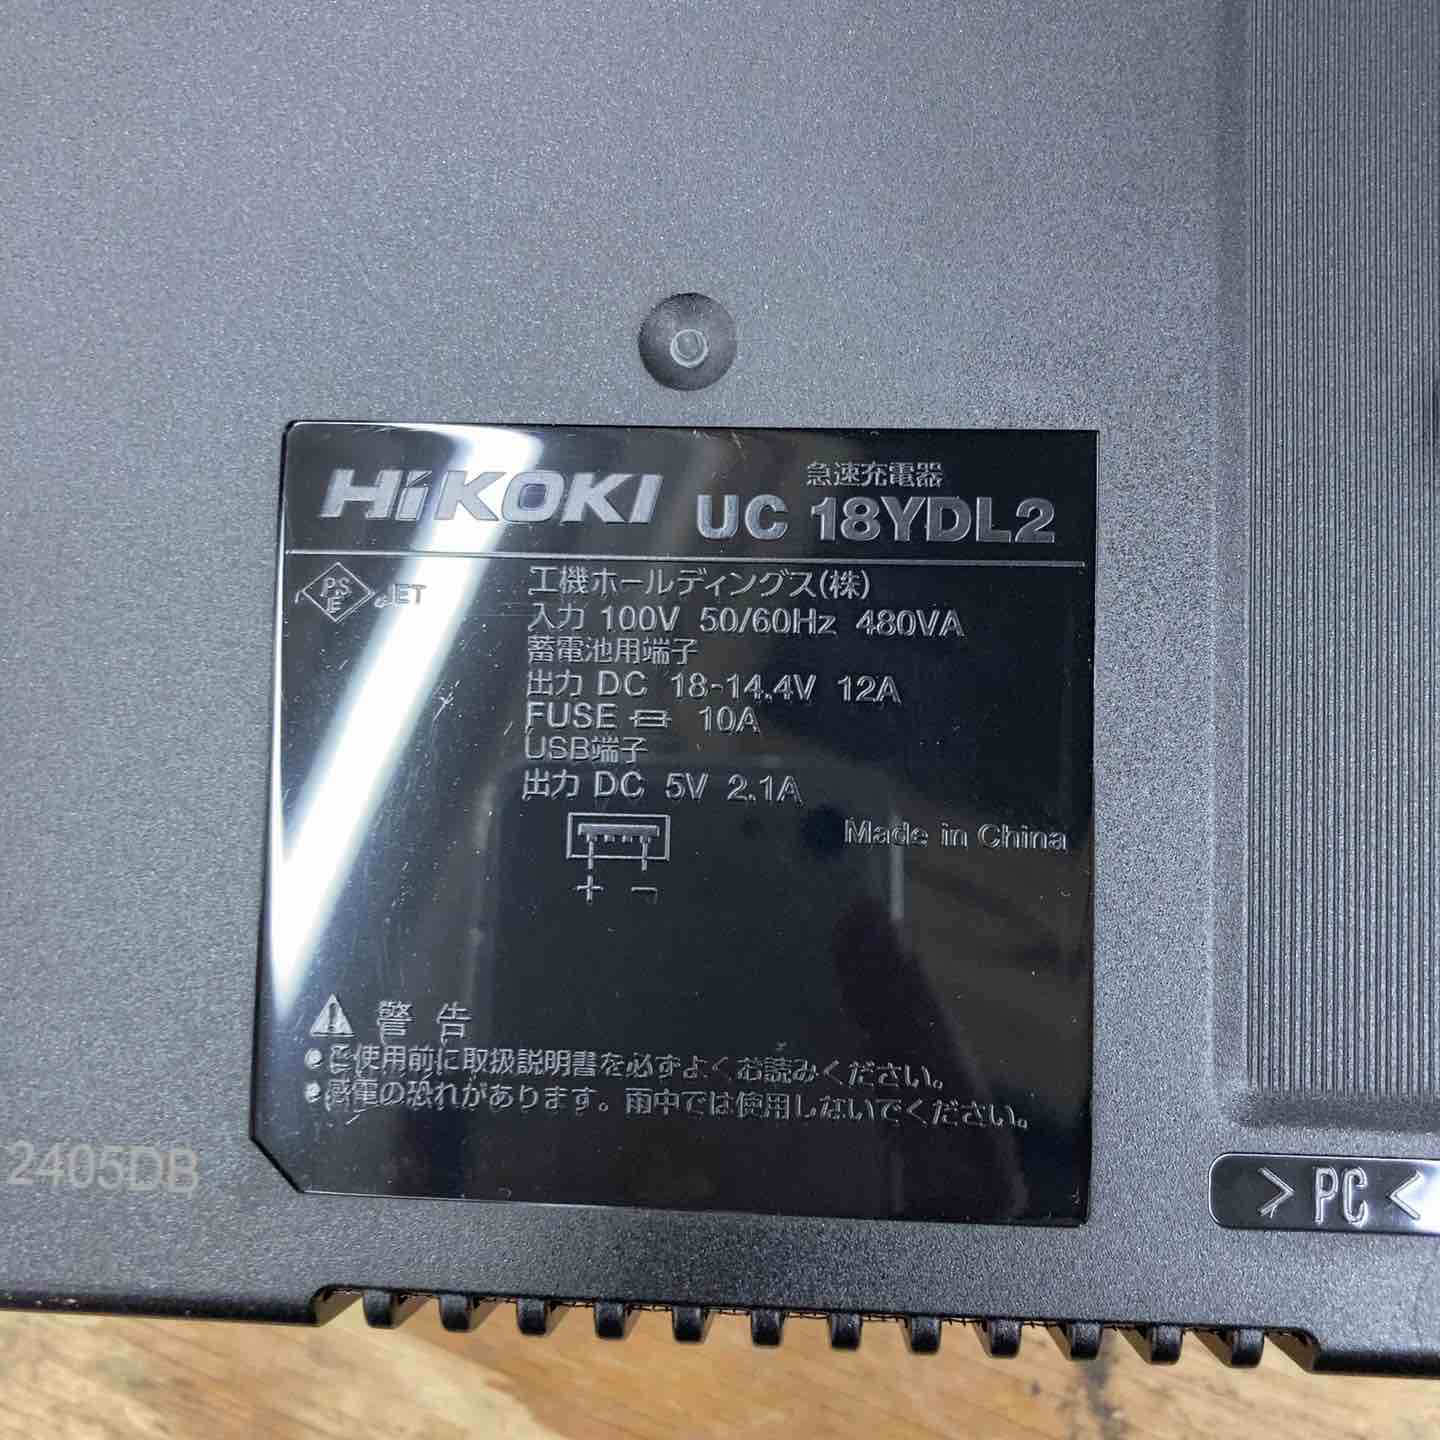 HiKOKI
急速充電器
UC 18YDL2
PS E JET
工機ホールディングス(株)
入力 100V 50/60Hz 480VA
蓄電池用端子
出力 DC 18-14.4V 12A
FUSE 10A
USB端子
出力 DC 5V 2.1A
+ -
Made in China
警告
●ご使用前に取扱説明書を必ずよくお読みください。
●感電の恐れがあります。雨中では使用しないでください。
2405DB
>PC<